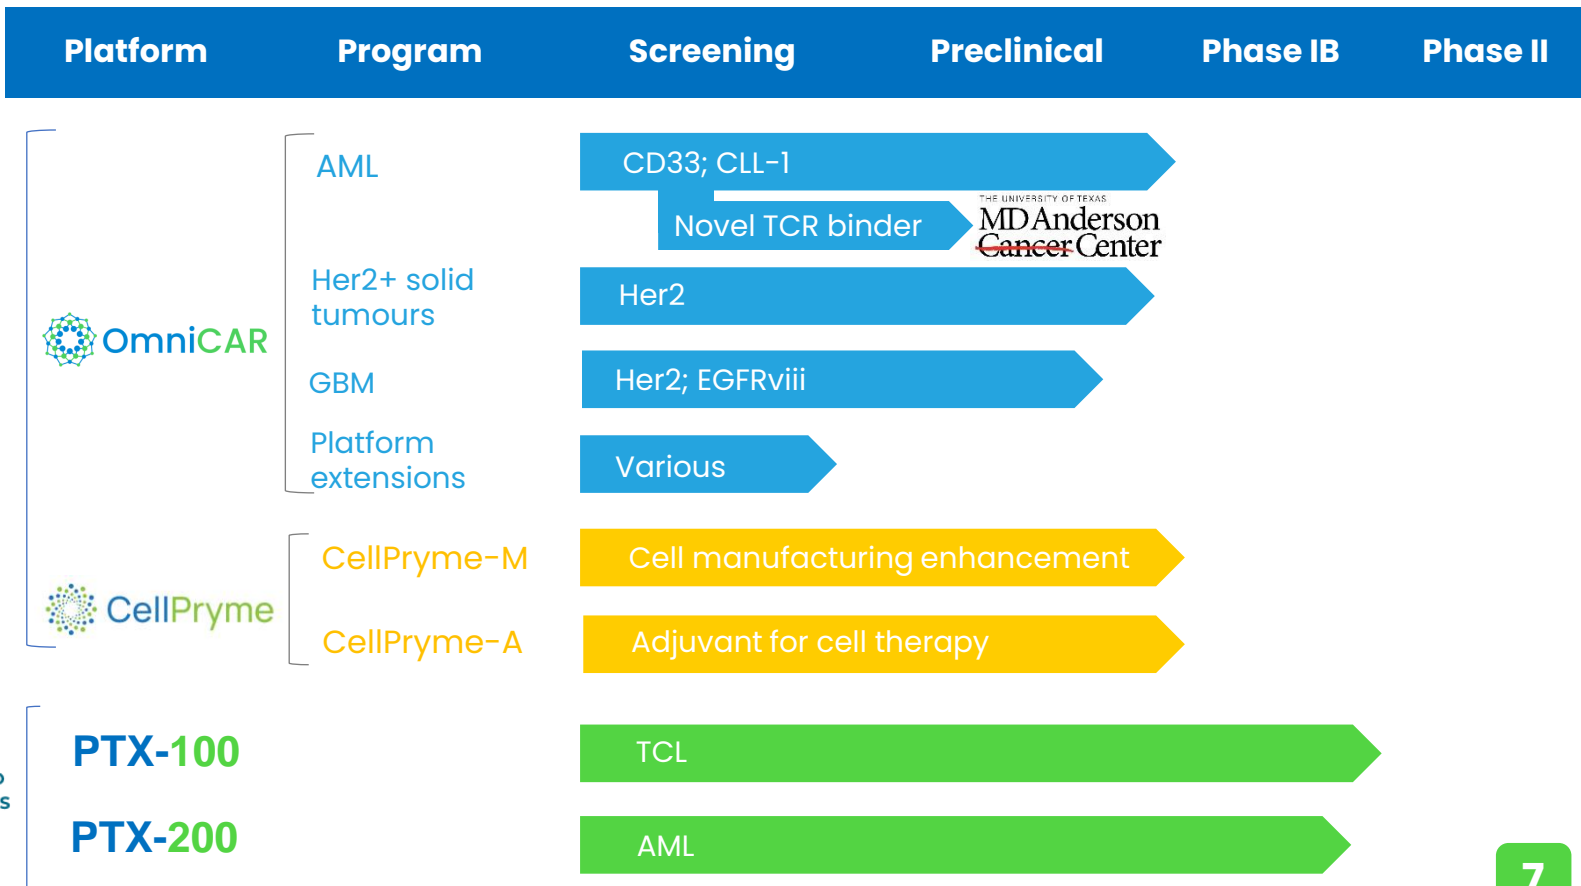 Platform Program Screening Preclinical Phase IB Phase II
AML
CD33; CLL-1
Novel TCR binder
THE UNIVERSITY OF TEXAS
MD Anderson
Cancer Center
Her2+ solid
tumours
Her2
OmniCAR
GBM
Her2; EGFRviii
Platform
extensions
Various
CellPryme-M
Cell manufacturing enhancement
CellPryme
CellPryme-A
Adjuvant for cell therapy
PTX-100
TCL
PTX-200
AML
7